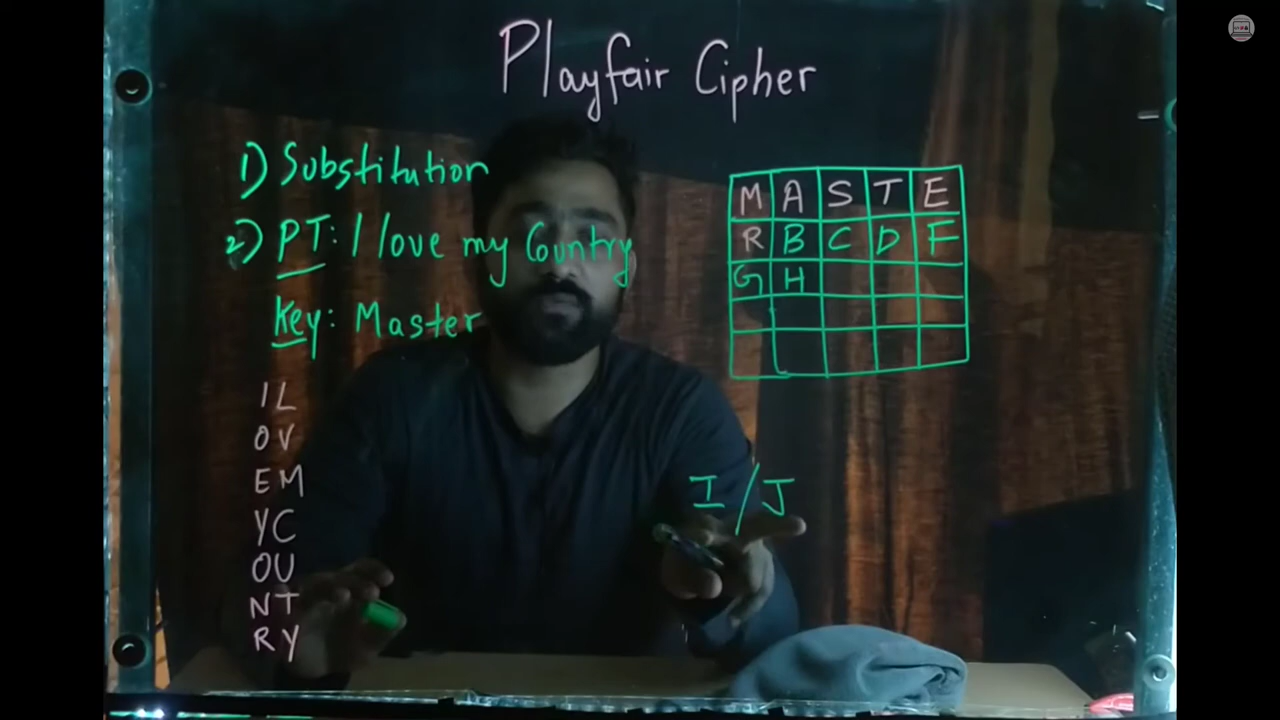 Playfair Cipher
1) Substitution
2) PT: I love my Country
Key: Master
IL
OV
EM
YC
OU
NT
RY
M A S T E
R B C D F
G H
I/J